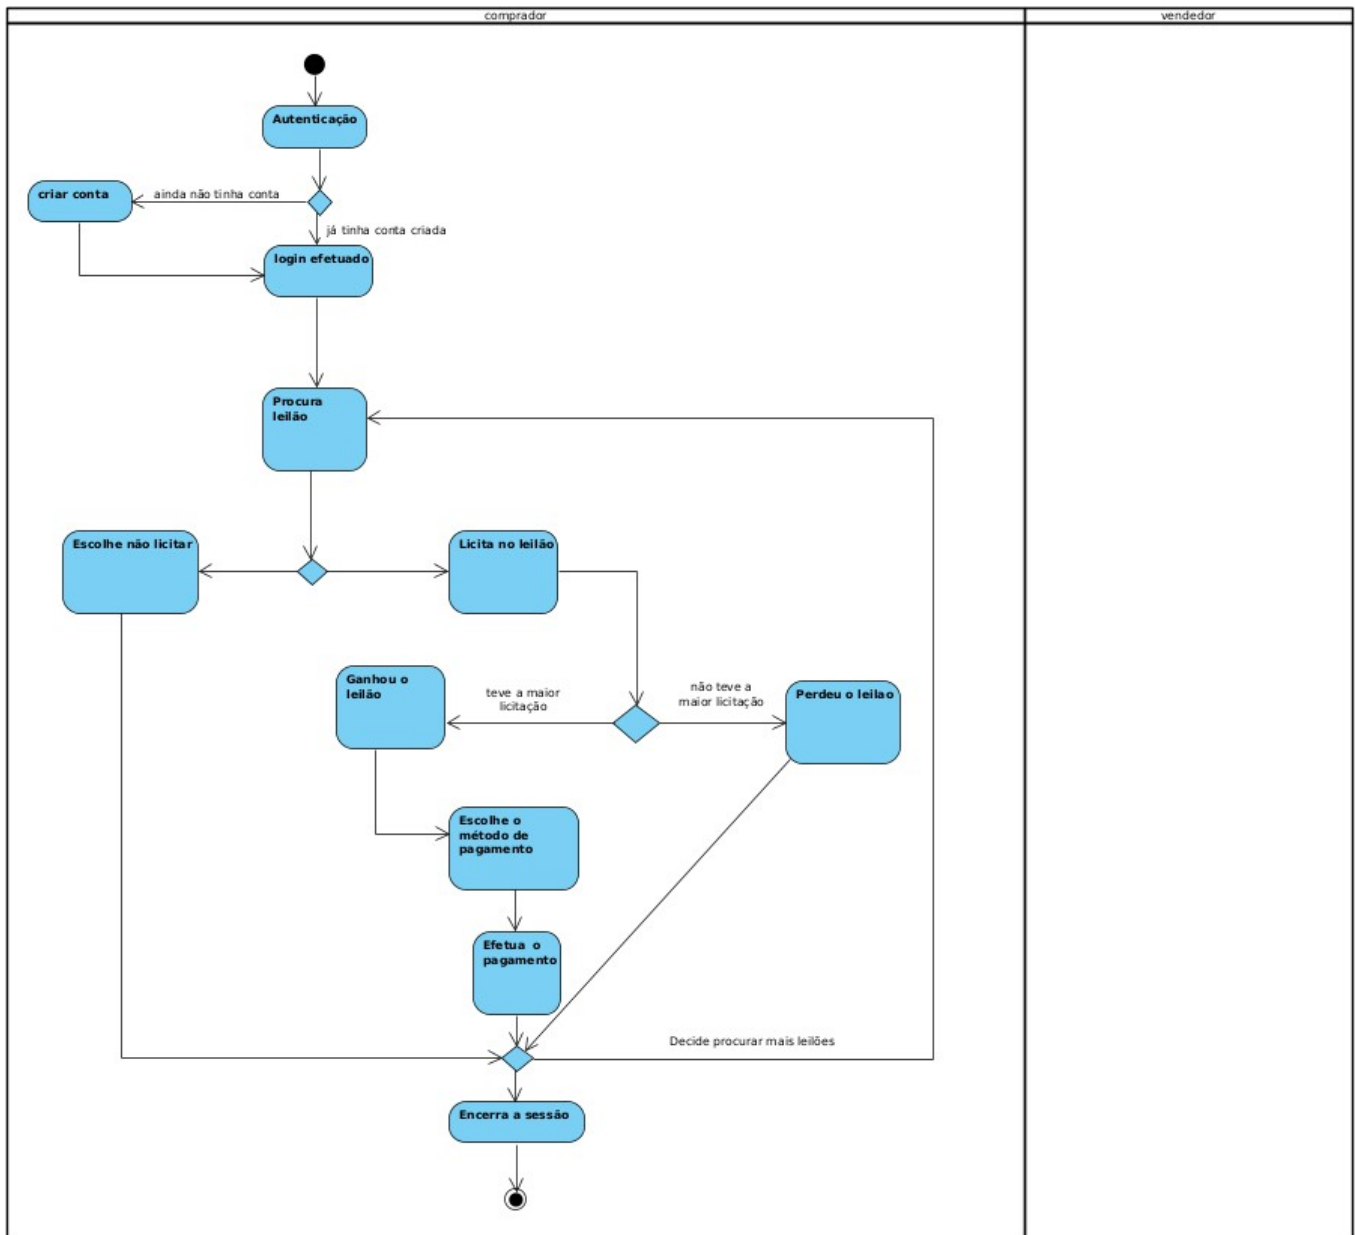 comprador
vendedor
Autenticação
criar conta
ainda não tinha conta
já tinha conta criada
login efetuado
Procura
leilão
Escolhe não licitar
Licita no leilão
Ganhou o
leilão
teve a maior
licitação
não teve a
maior licitação
Perdeu o leilao
Escolhe o
método de
pagamento
Efetua o
pagamento
Decide procurar mais leilões
Encerra a sessão